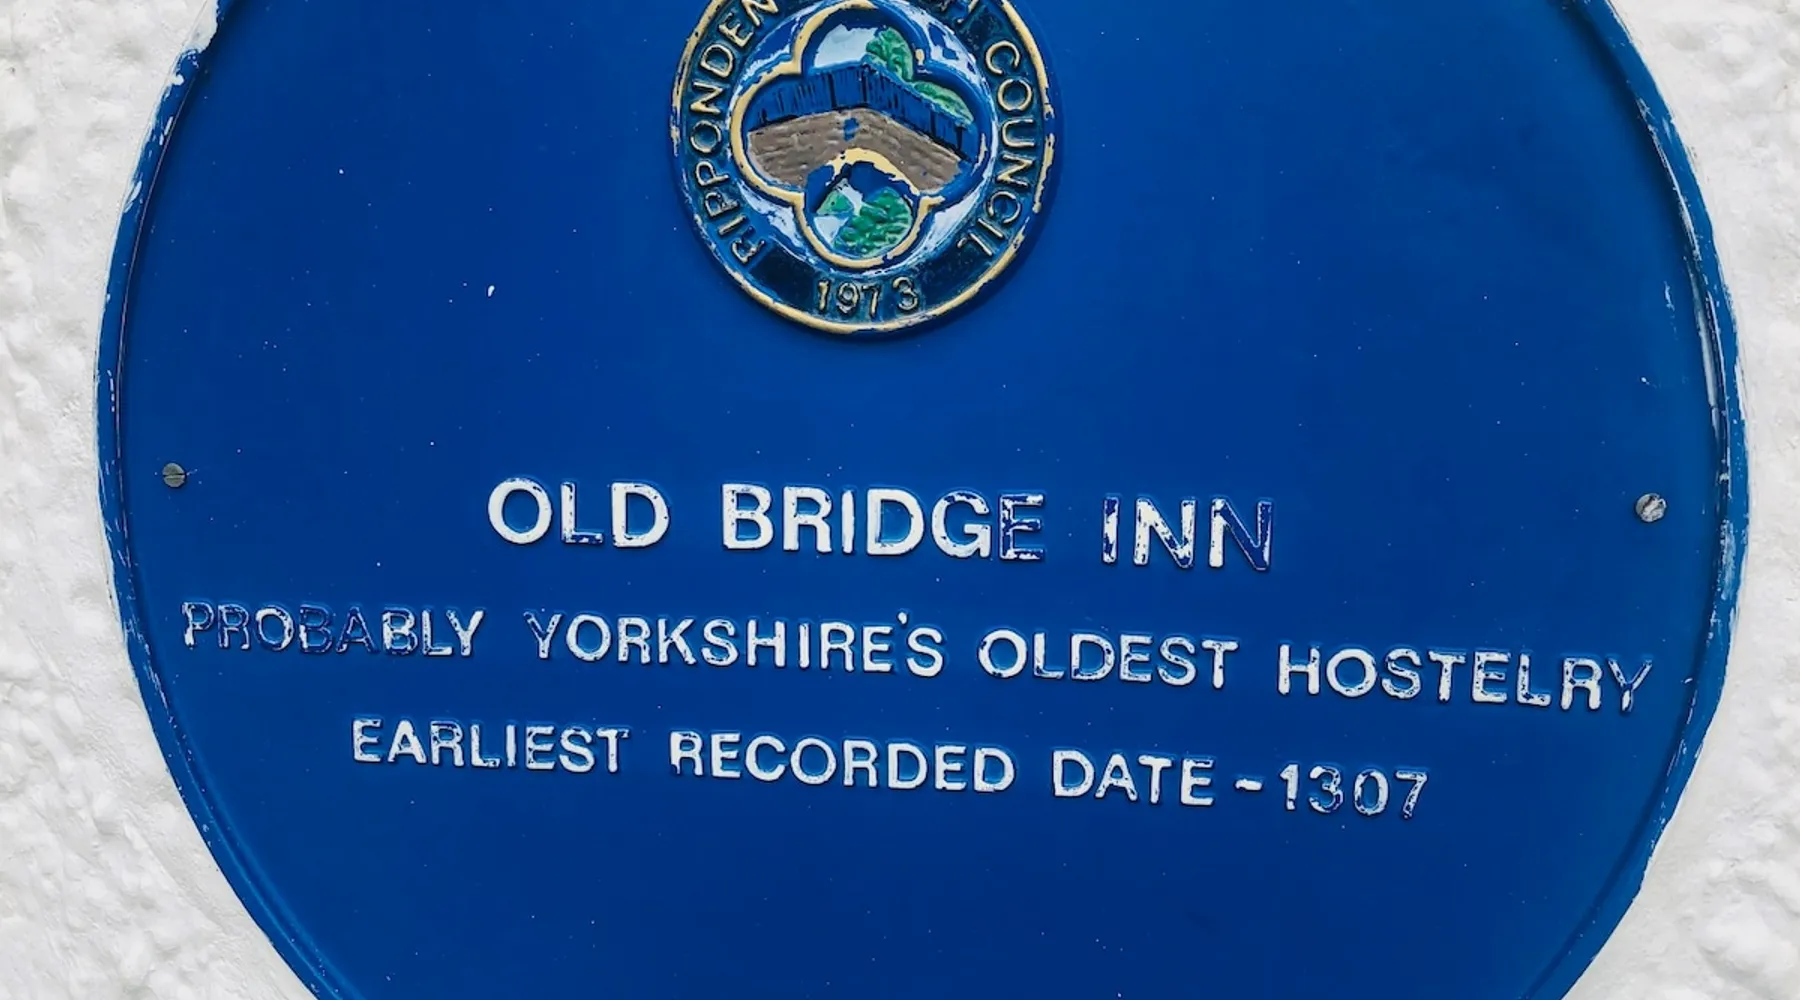 RIPPONDEN COUNCIL
1973
OLD BRIDGE INN
PROBABLY YORKSHIRE'S OLDEST HOSTELRY
EARLIEST RECORDED DATE - 1307